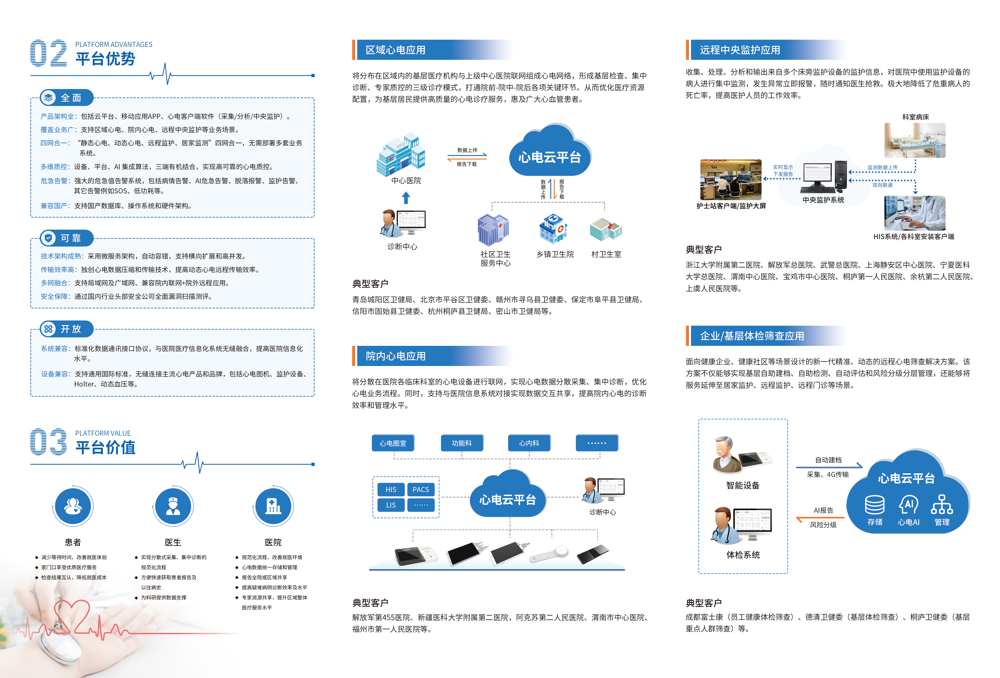 02
PLATFORM ADVANTAGES
平台优势
全面
产品架构全：包括云平台、移动应用APP、心电客户端软件（采集/分析/中央监护）。
覆盖业务广：支持区域心电、院内心电、远程中央监护等业务场景。
四网合一：“静态心电、动态心电、远程监护、居家监测”四网合一，无需部署多套业务
系统。
多维质控：设备、平台、AI 集成算法，三端有机结合，实现高可靠的心电质控。
危急告警：强大的危急值告警系统，包括病情告警、AI危急告警、脱落报警、监护告警、
其它告警例如SOS、低功耗等。
兼容国产：支持国产数据库、操作系统和硬件架构。
可靠
技术架构成熟：采用微服务架构，自动容错，支持横向扩展和高并发。
传输效率高：独创心电数据压缩和传输技术，提高动态心电远程传输效率。
多网融合：支持局域网及广域网、兼容院内联网+院外远程应用。
安全保障：通过国内行业头部安全公司全面漏洞扫描测评。
开放
系统兼容：标准化数据通讯接口协议，与医院医疗信息化系统无缝融合，提高医院信息化
水平。
设备兼容：支持通用国际标准，无缝连接主流心电产品和品牌，包括心电图机、监护设备、
Holter、动态血压等。
03
PLATFORM VALUE
平台价值
患者
◆ 减少等待时间，改善就医体验
◆ 家门口享受优质医疗服务
◆ 检查结果互认，降低就医成本
医生
◆ 实现分散式采集、集中诊断的
规范化流程
◆ 方便快速获取患者报告及
以往病史
◆ 为科研提供数据支撑
医院
◆ 规范化流程，改善就医环境
◆ 心电数据统一存储和管理
◆ 报告全院或区域共享
◆ 提高疑难病例诊断效率及水平
◆ 专家资源共享，提升区域整体
医疗服务水平
区域心电应用
将分布在区域内的基层医疗机构与上级中心医院联网组成心电网络，形成基层检查、集中
诊断、专家质控的三级诊疗模式，打通院前-院中-院后各项关键环节。从而优化医疗资源
配置，为基层居民提供高质量的心电诊疗服务，惠及广大心血管患者。
中心医院
数据上传
报告下载
心电云平台
数据上传
报告下载
诊断中心
社区卫生
服务中心
乡镇卫生院
村卫生室
典型客户
青岛城阳区卫健局、北京市平谷区卫健委、赣州市寻乌县卫健委、保定市阜平县卫健局、
信阳市固始县卫健委、杭州桐庐县卫健局、密山市卫健局等。
院内心电应用
将分散在医院各临床科室的心电设备进行联网，实现心电数据分散采集、集中诊断，优化
心电业务流程。同时，支持与医院信息系统对接实现数据交互共享，提高院内心电的诊断
效率和管理水平。
心电图室
功能科
心内科
……
HIS
PACS
LIS
……
心电云平台
诊断中心
典型客户
解放军第455医院、新疆医科大学附属第二医院，阿克苏第二人民医院、渭南市中心医院、
福州市第一人民医院等。
远程中央监护应用
收集、处理、分析和输出来自多个床旁监护设备的监护信息，对医院中使用监护设备的
病人进行集中监测，发生异常立即报警，随时通知医生抢救。极大地降低了危重病人的
死亡率，提高医护人员的工作效率。
科室病床
实时显示
下发报告
监测数据上传
双向联通
中央监护系统
护士站客户端/监护大屏
HIS系统/各科室安装客户端
典型客户
浙江大学附属第二医院、解放军总医院、武警总医院、上海静安区中心医院、宁夏医科
大学总医院、渭南中心医院、宝鸡市中心医院、桐庐第一人民医院、余杭第二人民医院、
上虞人民医院等。
企业/基层体检筛查应用
面向健康企业、健康社区等场景设计的新一代精准、动态的远程心电筛查解决方案。该
方案不仅能够实现基层自助建档、自助检测、自动评估和风险分级分层管理，还能够将
服务延伸至居家监护、远程监护、远程门诊等场景。
智能设备
自动建档
采集、4G传输
心电云平台
AI
存储
心电AI
管理
AI报告
风险分级
体检系统
典型客户
成都富士康（员工健康体检筛查）、德清卫健委（基层体检筛查）、桐庐卫健委（基层
重点人群筛查）等。